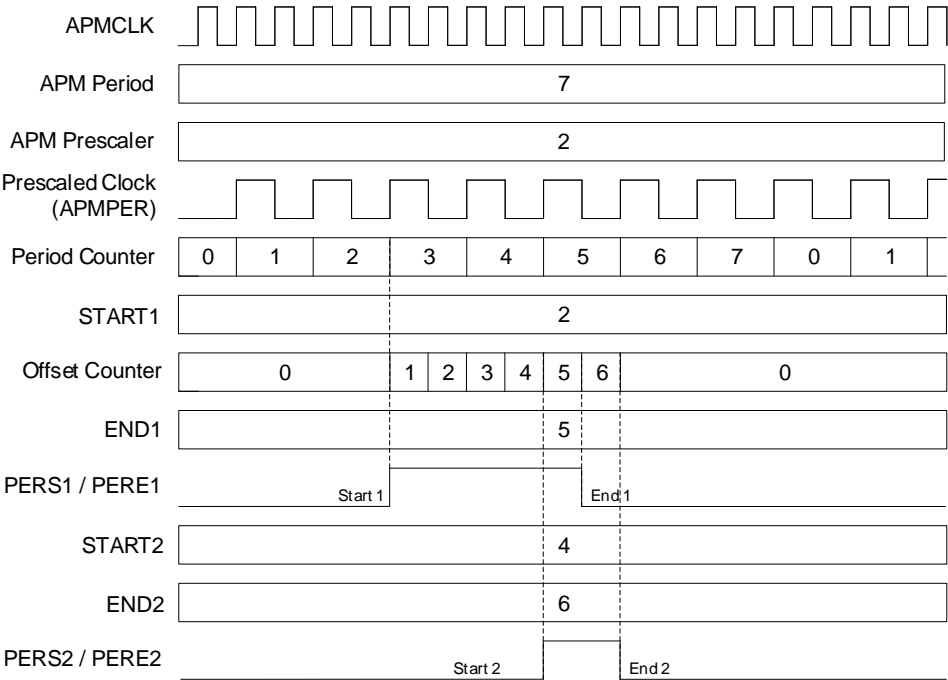 APMCLK
APM Period 7
APM Prescaler 2
Prescaled Clock
(APMPER)
Period Counter 0 1 2 3 4 5 6 7 0 1
START1 2
Offset Counter 0 1 2 3 4 5 6 0
END1 5
PERS1 / PERE1 Start 1 End 1
START2 4
END2 6
PERS2 / PERE2 Start 2 End 2